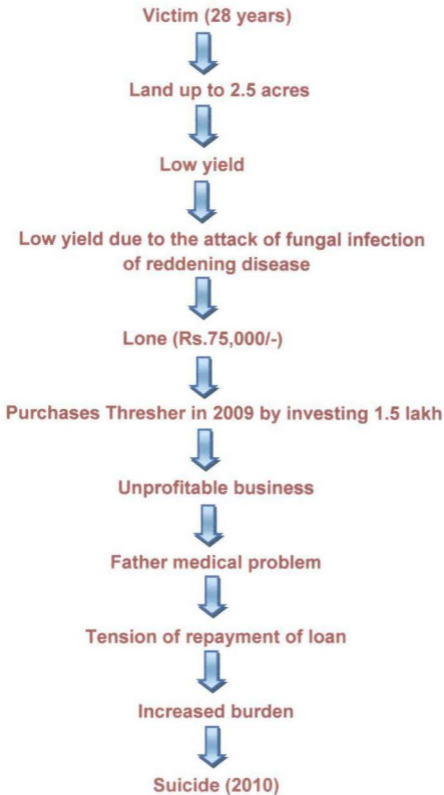 Victim (28 years)
Land up to 2.5 acres
Low yield
Low yield due to the attack of fungal infection
of reddening disease
Lone (Rs.75,000/-)
Purchases Thresher in 2009 by investing 1.5 lakh
Unprofitable business
Father medical problem
Tension of repayment of loan
Increased burden
Suicide (2010)